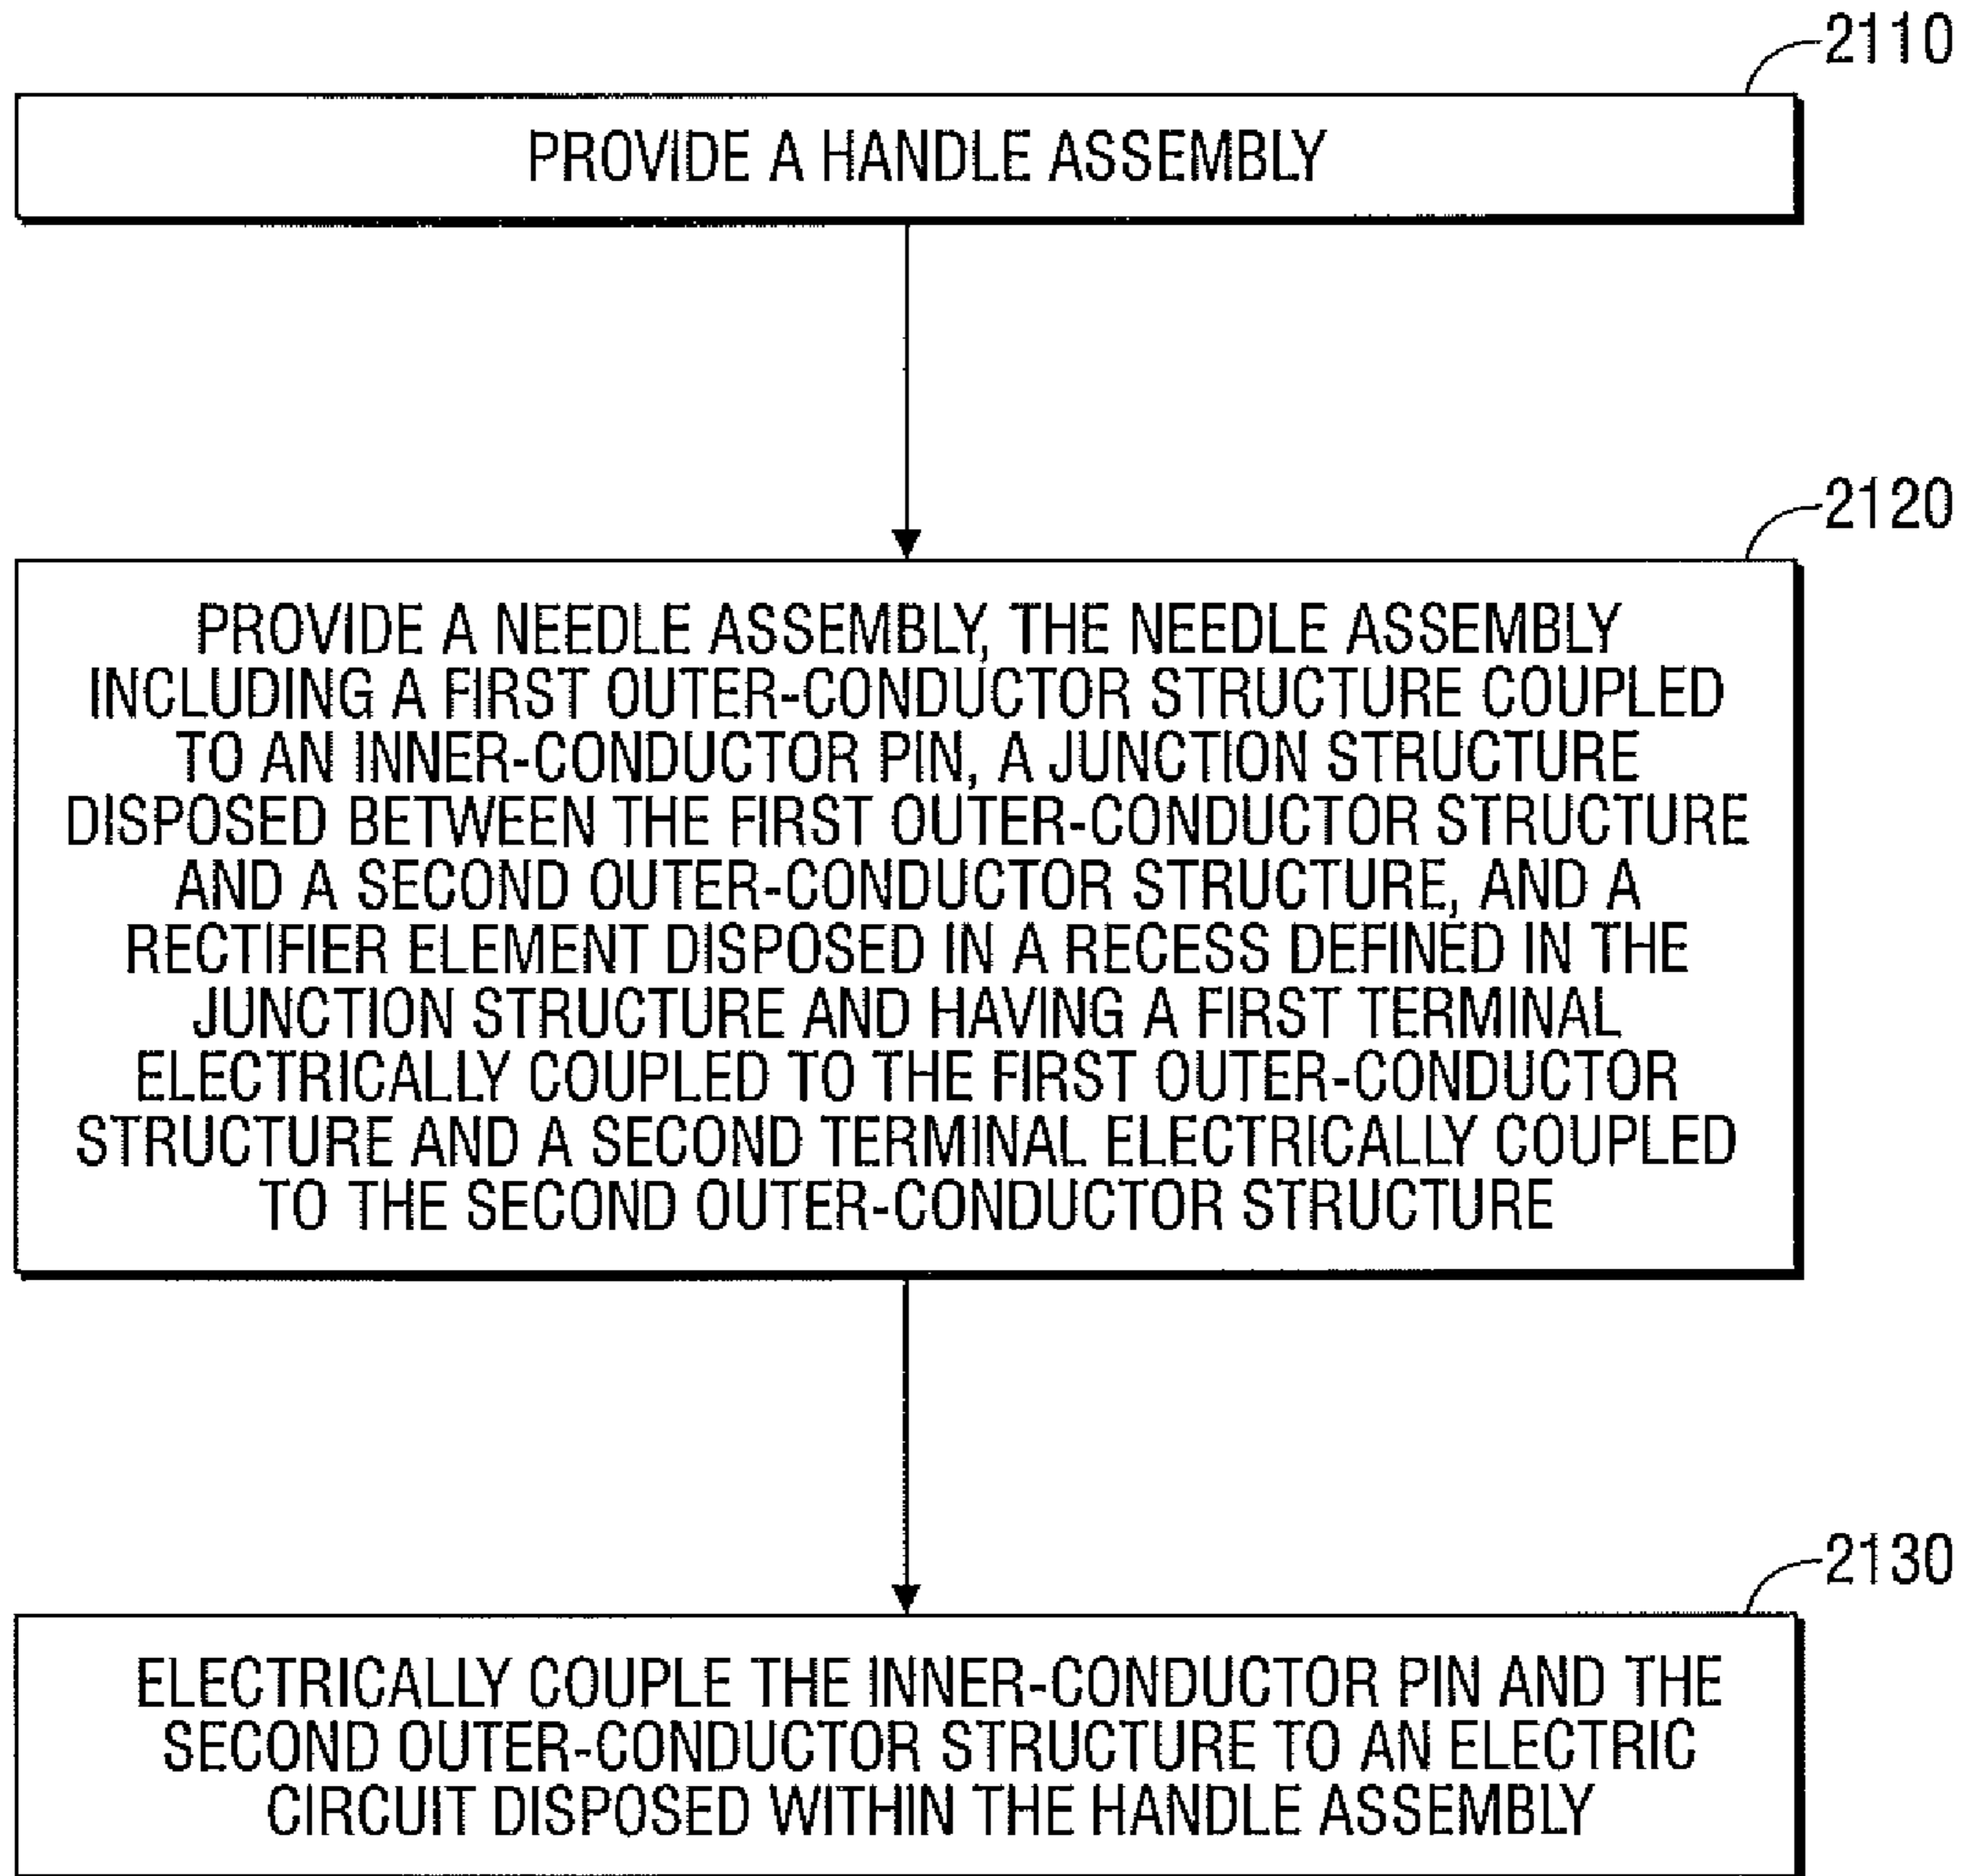 2110
PROVIDE A HANDLE ASSEMBLY
2120
PROVIDE A NEEDLE ASSEMBLY, THE NEEDLE ASSEMBLY
INCLUDING A FIRST OUTER-CONDUCTOR STRUCTURE COUPLED
TO AN INNER-CONDUCTOR PIN, A JUNCTION STRUCTURE
DISPOSED BETWEEN THE FIRST OUTER-CONDUCTOR STRUCTURE
AND A SECOND OUTER-CONDUCTOR STRUCTURE, AND A
RECTIFIER ELEMENT DISPOSED IN A RECESS DEFINED IN THE
JUNCTION STRUCTURE AND HAVING A FIRST TERMINAL
ELECTRICALLY COUPLED TO THE FIRST OUTER-CONDUCTOR
STRUCTURE AND A SECOND TERMINAL ELECTRICALLY COUPLED
TO THE SECOND OUTER-CONDUCTOR STRUCTURE
2130
ELECTRICALLY COUPLE THE INNER-CONDUCTOR PIN AND THE
SECOND OUTER-CONDUCTOR STRUCTURE TO AN ELECTRIC
CIRCUIT DISPOSED WITHIN THE HANDLE ASSEMBLY